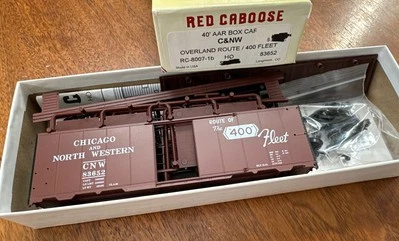 RED CABOOSE
40' AAR BOX CAR
C&NW
OVERLAND ROUTE / 400 FLEET
RC-8007-1b HO 83652
CHICAGO
AND
NORTH WESTERN
CNW
83652
ROUTE OF
The
400
Fleet